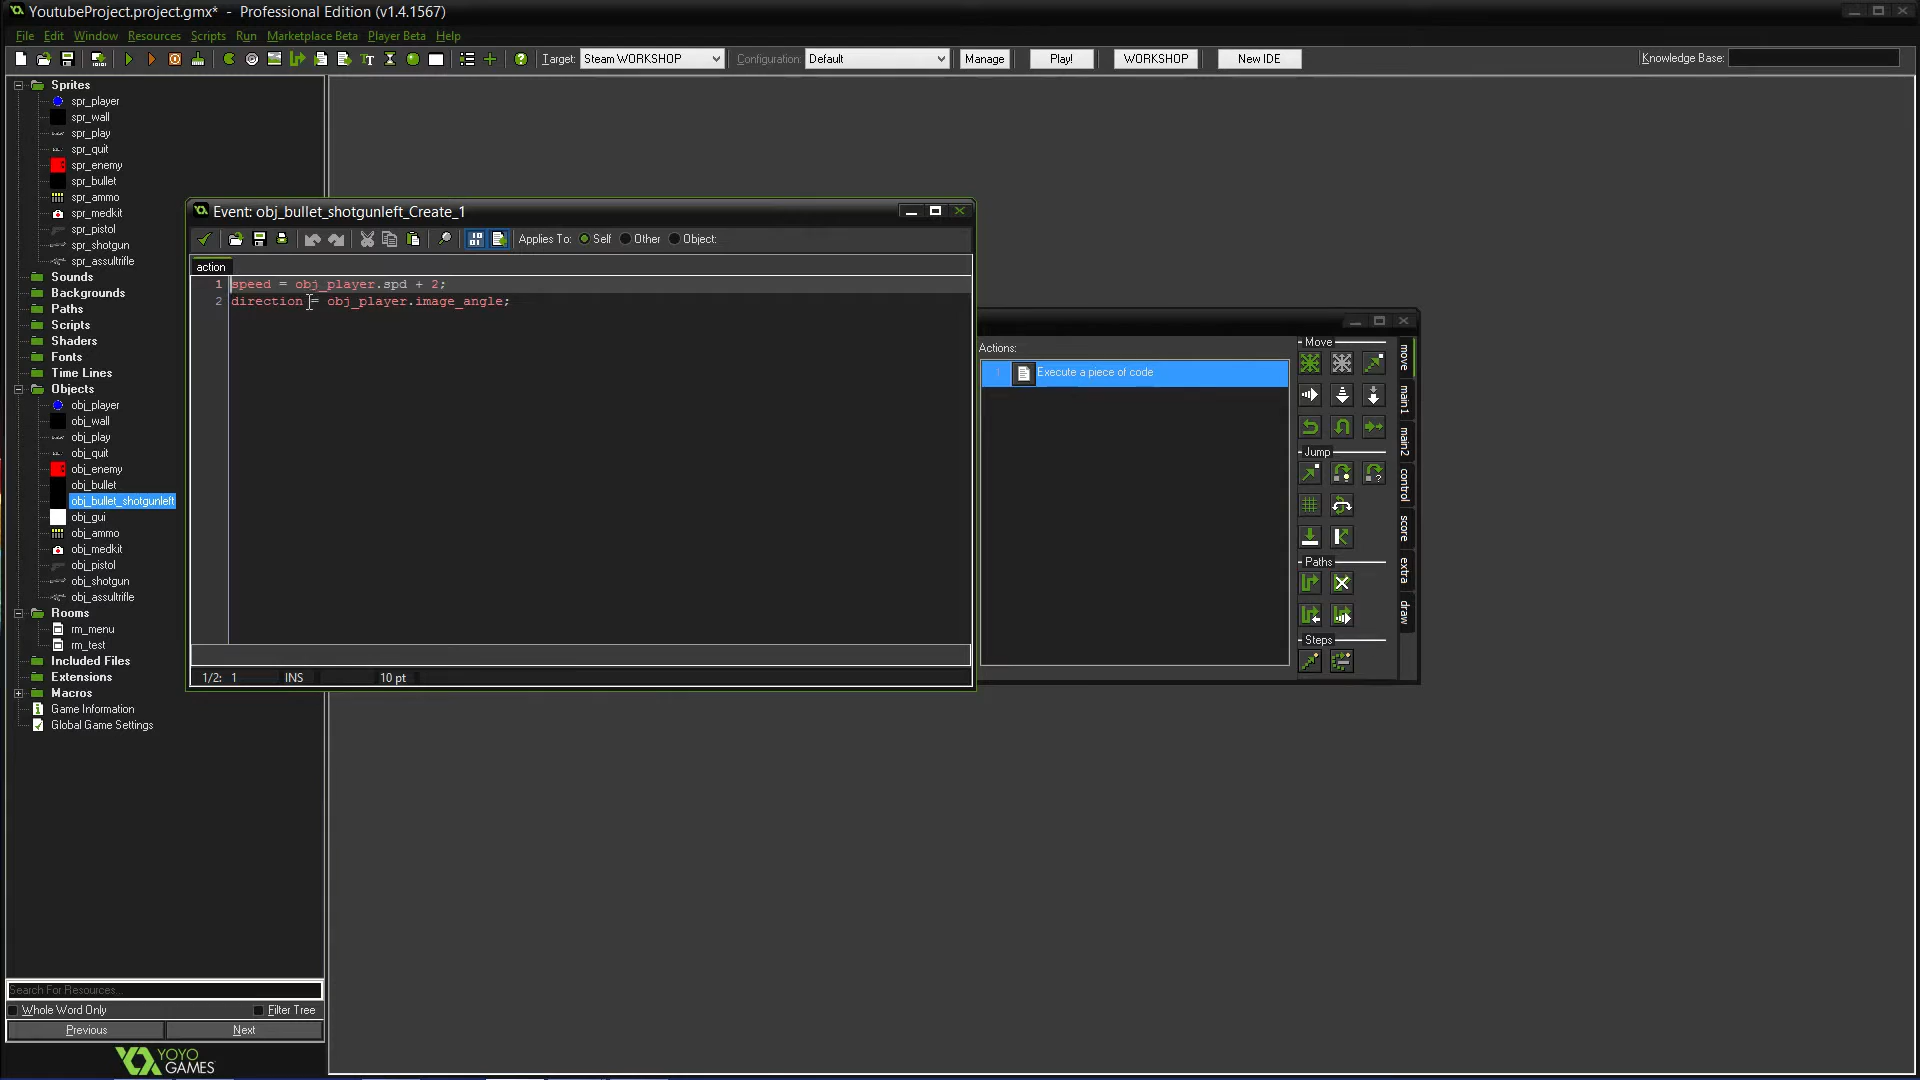 YoutubeProject.project.gmx* - Professional Edition (v1.4.1567)
File Edit Window Resources Scripts Run Marketplace Beta Player Beta Help
Target: Steam WORKSHOP Configuration: Default Manage Play! WORKSHOP New IDE Knowledge Base:
Sprites
spr_player
spr_wall
spr_play
spr_quit
spr_enemy
spr_bullet
spr_ammo
spr_medkit
spr_pistol
spr_shotgun
spr_assultrifle
Sounds
Backgrounds
Paths
Scripts
Shaders
Fonts
Time Lines
Objects
obj_player
obj_wall
obj_play
obj_quit
obj_enemy
obj_bullet
obj_bullet_shotgunleft
obj_gui
obj_ammo
obj_medkit
obj_pistol
obj_shotgun
obj_assultrifle
Rooms
rm_menu
rm_test
Included Files
Extensions
Macros
Game Information
Global Game Settings
Search For Resources...
Whole Word Only Filter Tree
Previous Next
YOYO
GAMES
Event: obj_bullet_shotgunleft_Create_1
Applies To: Self Other Object:
action
1 speed = obj_player.spd + 2;
2 direction = obj_player.image_angle;
1/2: 1 INS 10 pt
Actions:
1 Execute a piece of code
Move
Jump
Paths
Steps
move
main1
main2
control
score
extra
draw